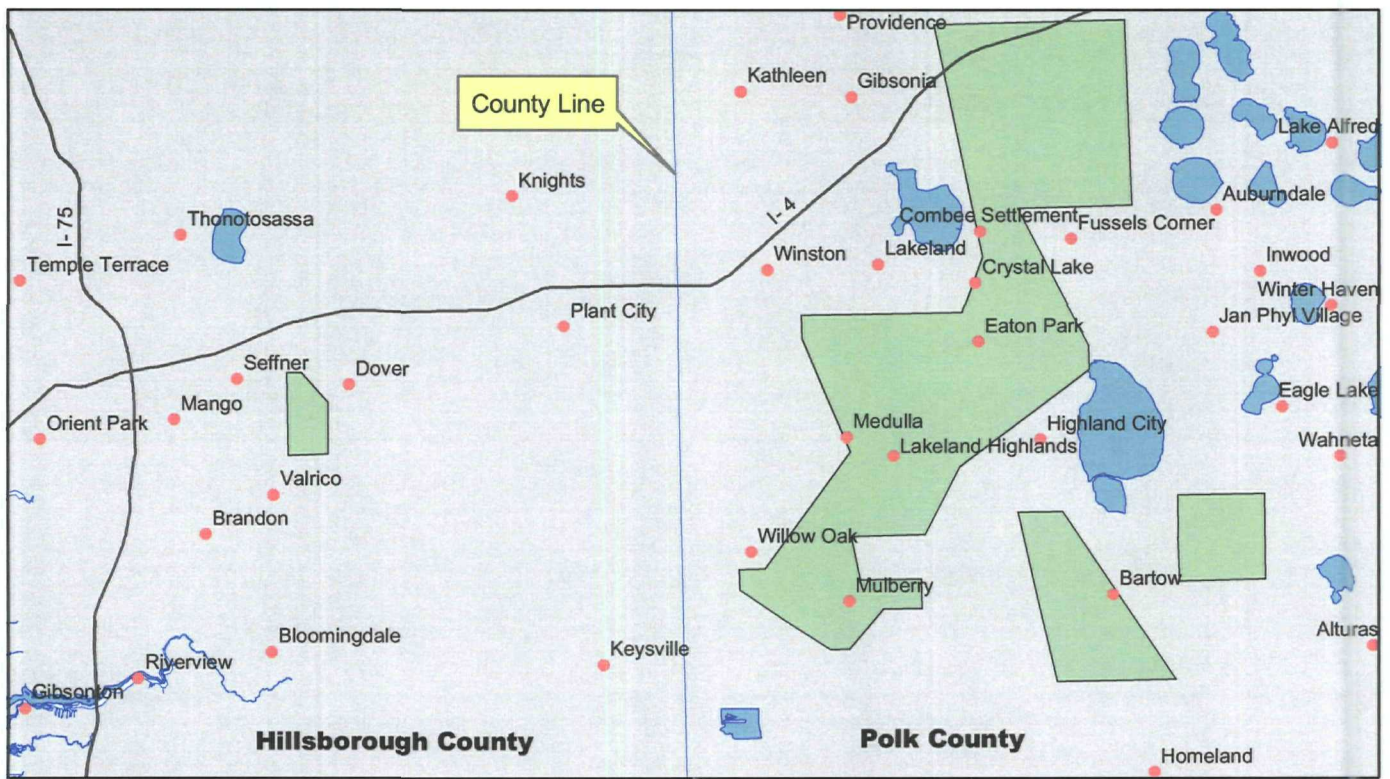 Providence
Kathleen
Gibsonia
County Line
Lake Alfred
Knights
I-75
Thonotosassa
I-4
Combee Settlement
Fussels Corner
Auburndale
Temple Terrace
Winston
Lakeland
Crystal Lake
Inwood
Winter Haven
Plant City
Eaton Park
Jan Phyl Village
Seffner
Dover
Mango
Eagle Lake
Orient Park
Medulla
Highland City
Lakeland Highlands
Wahneta
Valrico
Brandon
Willow Oak
Mulberry
Bartow
Bloomingdale
Riverview
Keysville
Alturas
Gibsonton
Hillsborough County
Polk County
Homeland